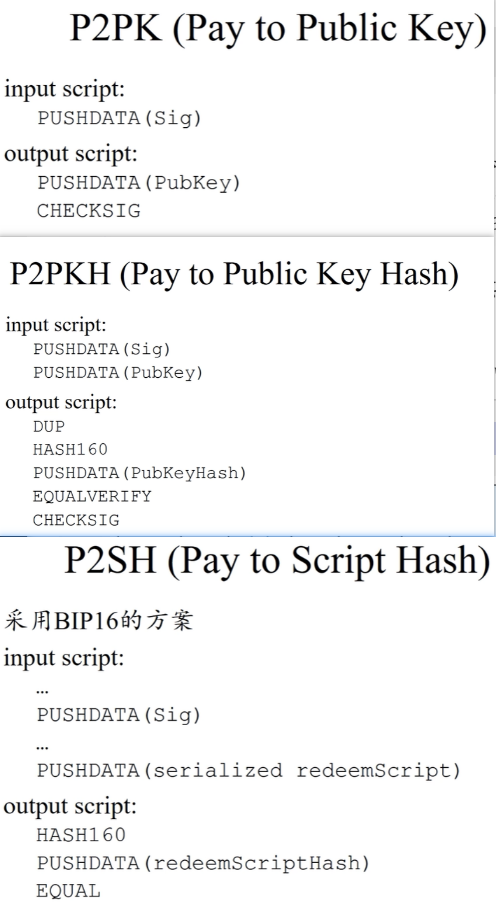 P2PK (Pay to Public Key)
input script:
PUSHDATA(Sig)
output script:
PUSHDATA(PubKey)
CHECKSIG
P2PKH (Pay to Public Key Hash)
input script:
PUSHDATA(Sig)
PUSHDATA(PubKey)
output script:
DUP
HASH160
PUSHDATA(PubKeyHash)
EQUALVERIFY
CHECKSIG
P2SH (Pay to Script Hash)
采用BIP16的方案
input script:
…
PUSHDATA(Sig)
…
PUSHDATA(serialized redeemScript)
output script:
HASH160
PUSHDATA(redeemScriptHash)
EQUAL